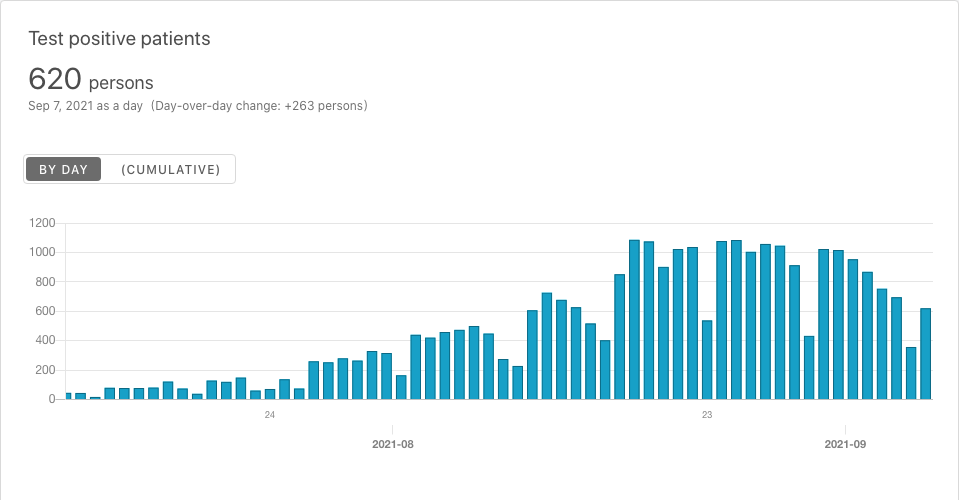 Test positive patients
620 persons
Sep 7, 2021 as a day (Day-over-day change: +263 persons)
BY DAY (CUMULATIVE)
1200
1000
800
600
400
200
0
24 23
2021-08 2021-09